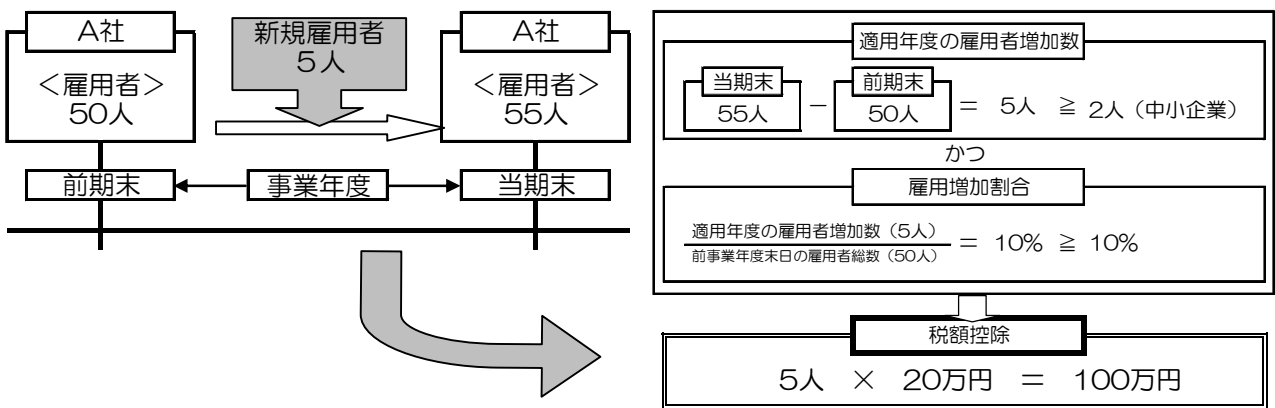 A社
＜雇用者＞
50人
新規雇用者
5人
A社
＜雇用者＞
55人
前期末
事業年度
当期末
適用年度の雇用者増加数
当期末
55人
－
前期末
50人
＝ 5人 ≧ 2人（中小企業）
かつ
雇用増加割合
適用年度の雇用者増加数（5人）
前事業年度末日の雇用者総数（50人）
＝ 10% ≧ 10%
税額控除
5人 × 20万円 ＝ 100万円